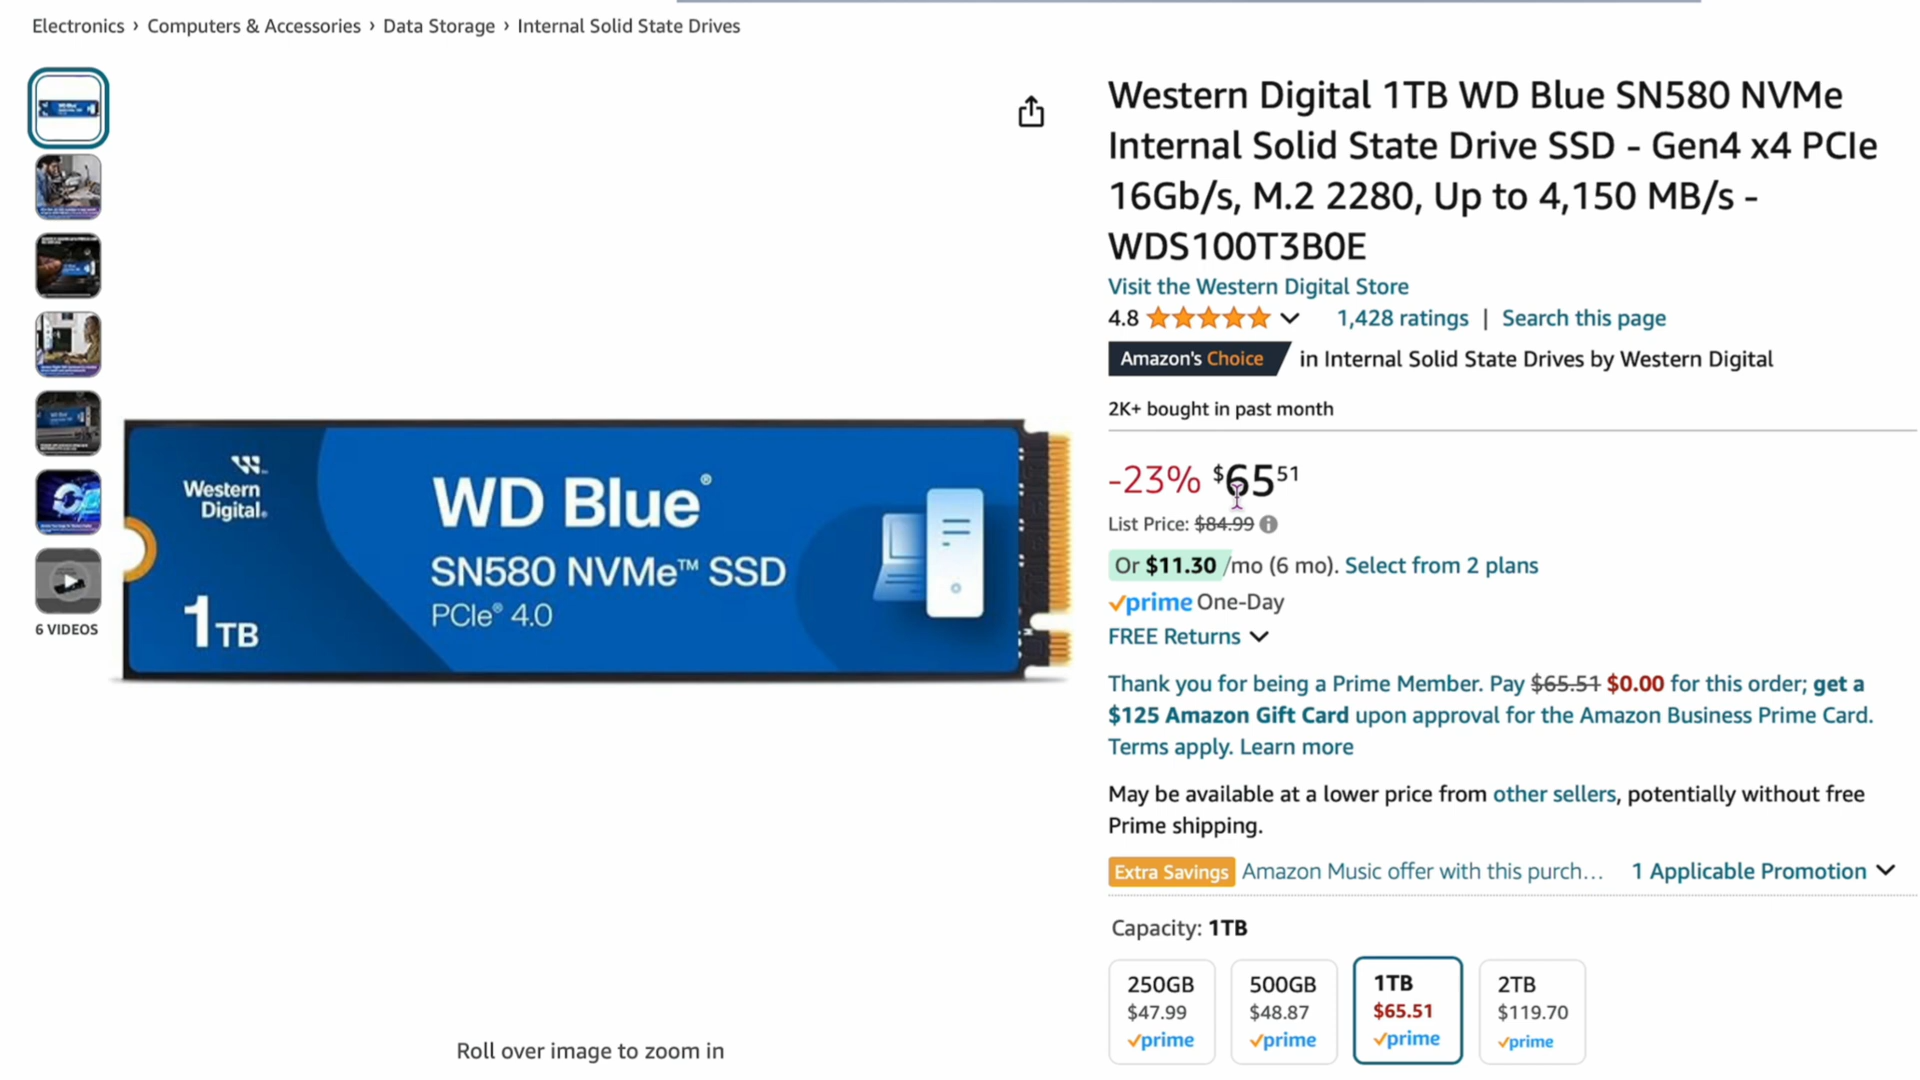 Electronics › Computers & Accessories › Data Storage › Internal Solid State Drives
Western Digital 1TB WD Blue SN580 NVMe
Internal Solid State Drive SSD - Gen4 x4 PCIe
16Gb/s, M.2 2280, Up to 4,150 MB/s -
WDS100T3B0E
Visit the Western Digital Store
4.8 1,428 ratings | Search this page
Amazon's Choice in Internal Solid State Drives by Western Digital
2K+ bought in past month
-23% $65 51
List Price: $84.99
Or $11.30 /mo (6 mo). Select from 2 plans
prime One-Day
FREE Returns
Thank you for being a Prime Member. Pay $65.51 $0.00 for this order; get a
$125 Amazon Gift Card upon approval for the Amazon Business Prime Card.
Terms apply. Learn more
May be available at a lower price from other sellers, potentially without free
Prime shipping.
Extra Savings Amazon Music offer with this purch... 1 Applicable Promotion
Capacity: 1TB
250GB
$47.99
prime
500GB
$48.87
prime
1TB
$65.51
prime
2TB
$119.70
prime
Western
Digital®
WD Blue®
SN580 NVMe™ SSD
PCIe® 4.0
1TB
6 VIDEOS
Roll over image to zoom in